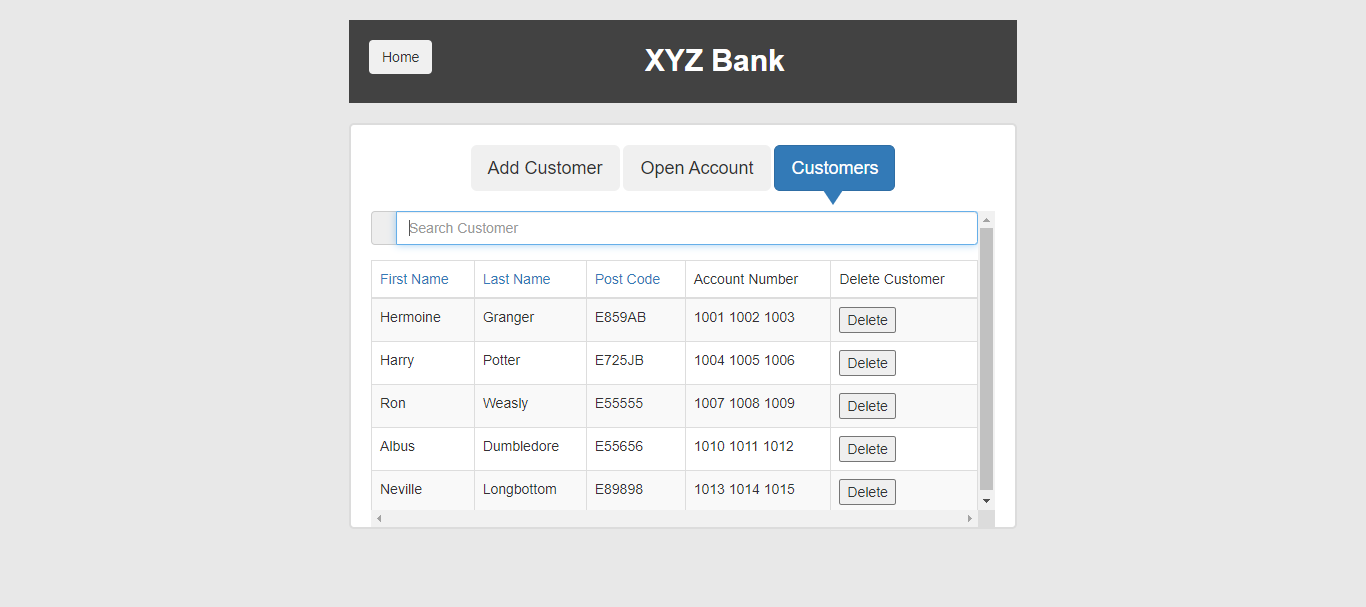 Home
XYZ Bank
Add Customer Open Account Customers
Search Customer
First Name Last Name Post Code Account Number Delete Customer
Hermoine Granger E859AB 1001 1002 1003 Delete
Harry Potter E725JB 1004 1005 1006 Delete
Ron Weasly E55555 1007 1008 1009 Delete
Albus Dumbledore E55656 1010 1011 1012 Delete
Neville Longbottom E89898 1013 1014 1015 Delete